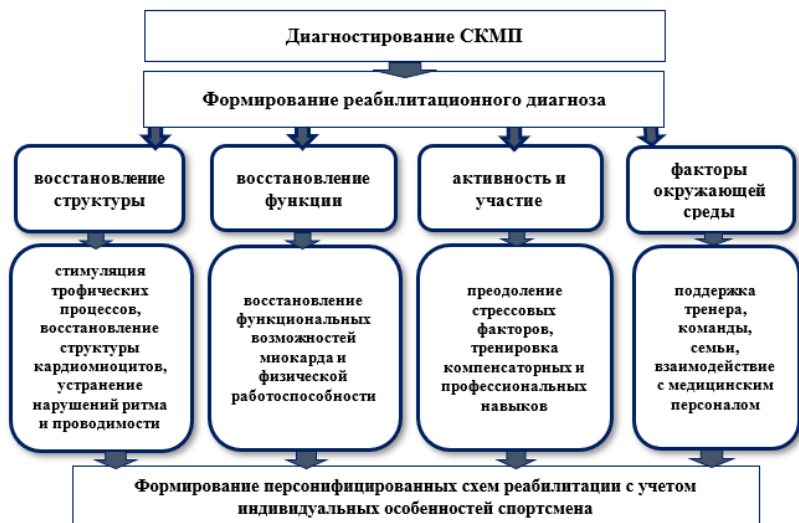 Диагностирование СКМП
Формирование реабилитационного диагноза
восстановление
структуры
восстановление
функции
активность и
участие
факторы
окружающей
среды
стимуляция
трофических
процессов,
восстановление
структуры
кардиомиоцитов,
устранение
нарушений ритма
и проводимости
восстановление
функциональных
возможностей
миокарда и
физической
работоспособности
преодоление
стрессовых
факторов,
тренировка
компенсаторных и
профессиональных
навыков
поддержка
тренера,
команды,
семьи,
взаимодействие
с медицинским
персоналом
Формирование персонифицированных схем реабилитации с учетом
индивидуальных особенностей спортсмена